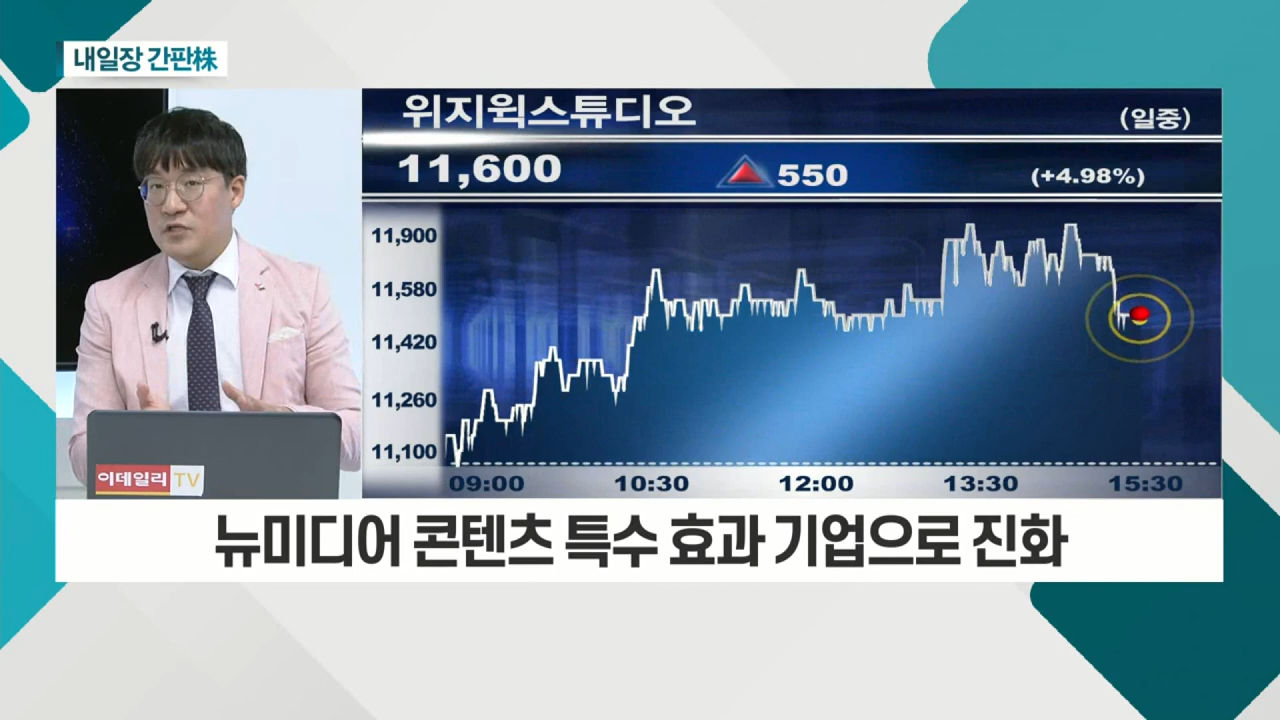 내일장 간판株
위지윅스튜디오
(일중)
11,600
550
(+4.98%)
11,900
11,580
11,420
11,260
11,100
09:00
10:30
12:00
13:30
15:30
이데일리 TV
뉴미디어 콘텐츠 특수 효과 기업으로 진화